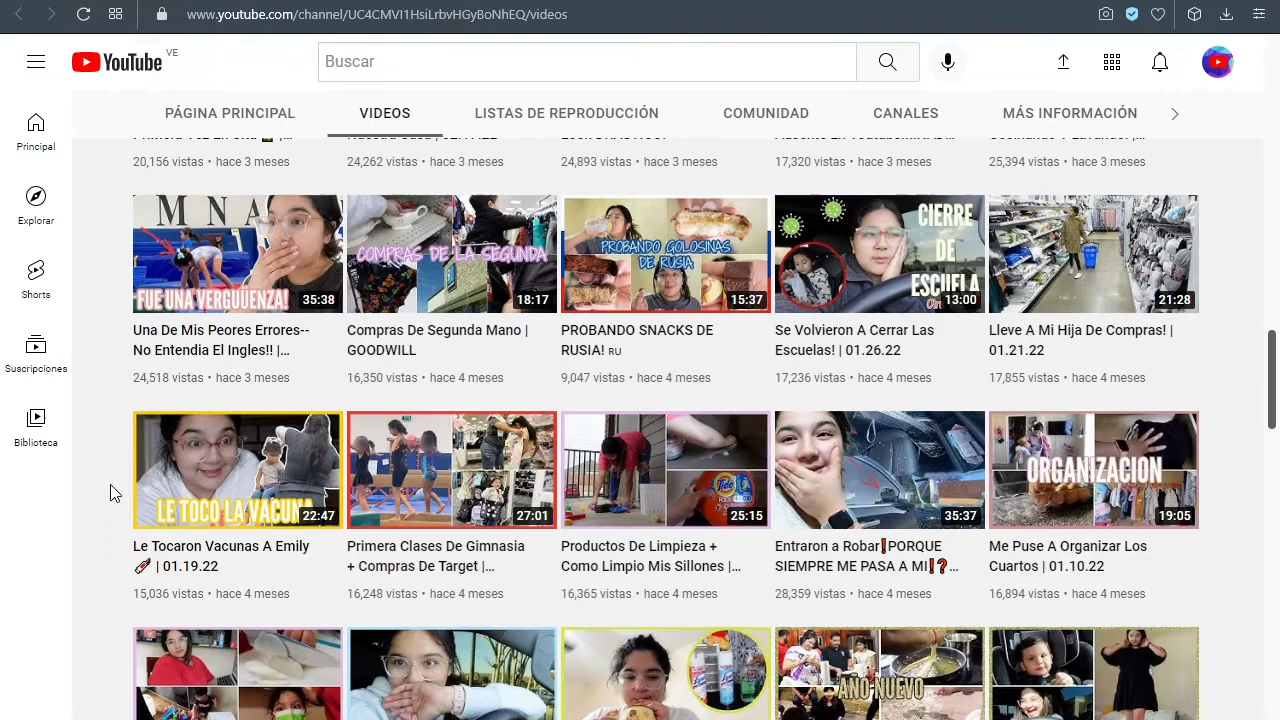 www.youtube.com/channel/UC4CMVI1HsiLrbvHGyBoNhEQ/videos
YouTube VE
Buscar
Principal
Explorar
Shorts
Suscripciones
Biblioteca
PÁGINA PRINCIPAL VIDEOS LISTAS DE REPRODUCCIÓN COMUNIDAD CANALES MÁS INFORMACIÓN
20,156 vistas • hace 3 meses
24,262 vistas • hace 3 meses
24,893 vistas • hace 3 meses
17,320 vistas • hace 3 meses
25,394 vistas • hace 3 meses
M N A
FUE UNA VERGUUENZA!
35:38
Una De Mis Peores Errores--
No Entendia El Ingles!! |...
24,518 vistas • hace 3 meses
COMPRAS DE LA SEGUNDA
18:17
Compras De Segunda Mano |
GOODWILL
16,350 vistas • hace 4 meses
PROBANDO GOLOSINAS
DE RUSIA
15:37
PROBANDO SNACKS DE
RUSIA! RU
9,047 vistas • hace 4 meses
CIERRE
DE
ESCUELA
13:00
Se Volvieron A Cerrar Las
Escuelas! | 01.26.22
17,236 vistas • hace 4 meses
21:28
Lleve A Mi Hija De Compras! |
01.21.22
17,855 vistas • hace 4 meses
LE TOCO LA VACUNA
22:47
Le Tocaron Vacunas A Emily
💉 | 01.19.22
15,036 vistas • hace 4 meses
27:01
Primera Clases De Gimnasia
+ Compras De Target |...
16,248 vistas • hace 4 meses
Tide
25:15
Productos De Limpieza +
Como Limpio Mis Sillones |...
16,365 vistas • hace 4 meses
35:37
Entraron a Robar❗PORQUE
SIEMPRE ME PASA A MI❗❓...
28,359 vistas • hace 4 meses
ORGANIZACION
19:05
Me Puse A Organizar Los
Cuartos | 01.10.22
16,894 vistas • hace 4 meses
AÑO NUEVO